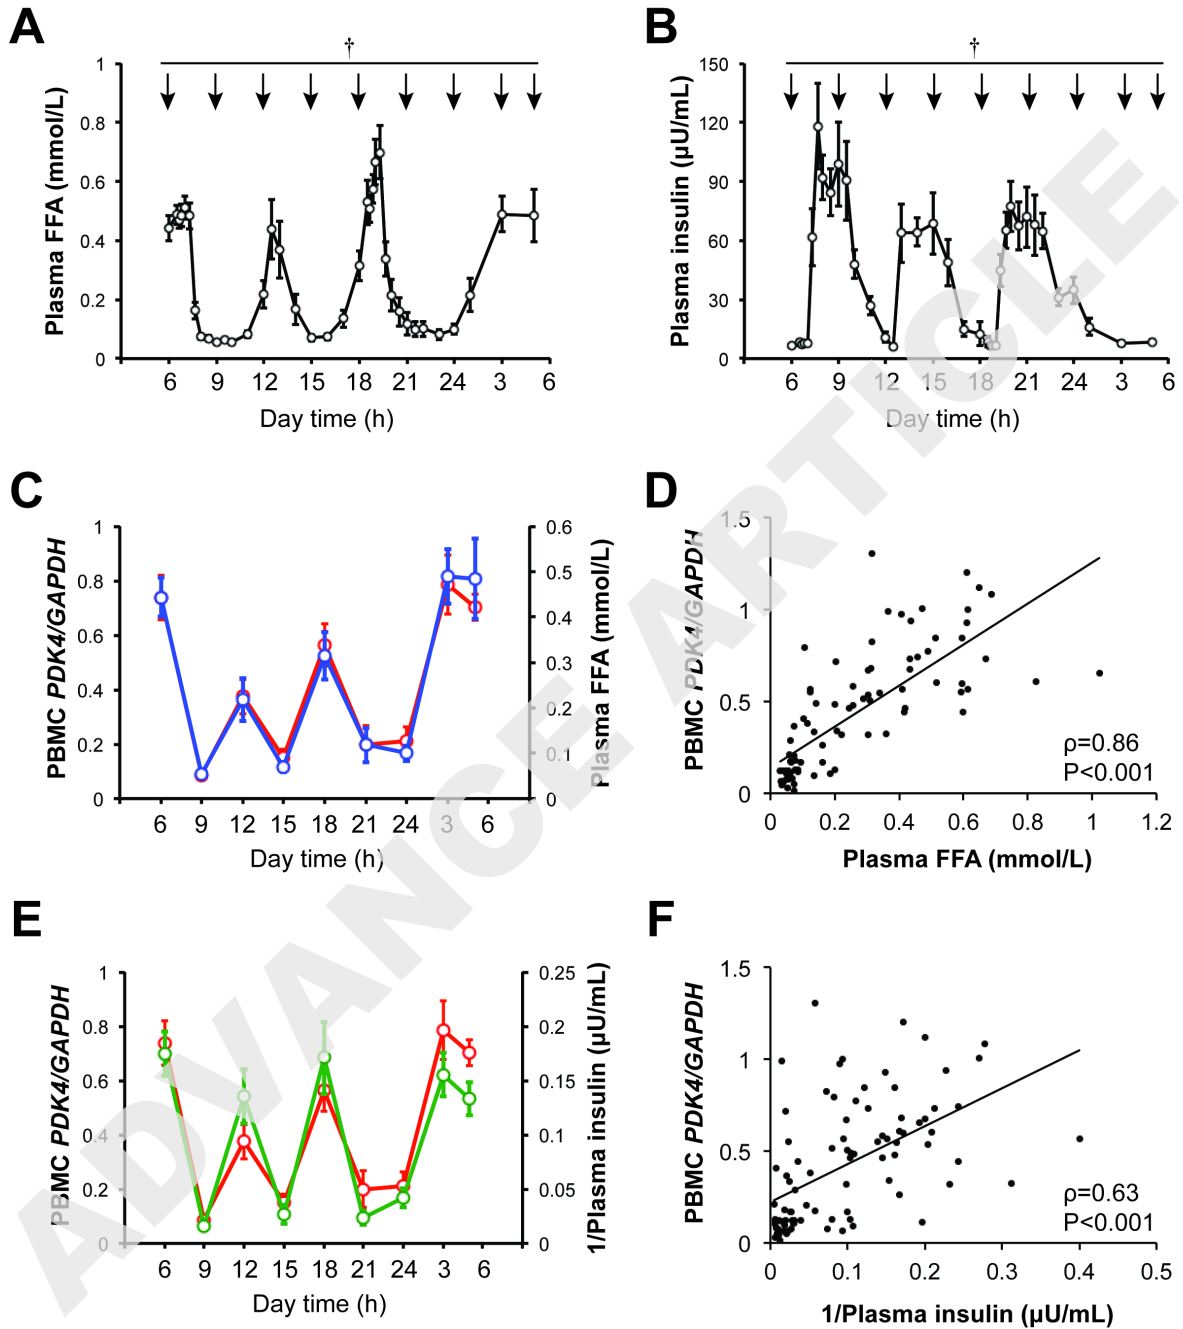 A
†
Plasma FFA (mmol/L)
1
0.8
0.6
0.4
0.2
0
6 9 12 15 18 21 24 3 6
Day time (h)
B
†
Plasma insulin (µU/mL)
150
120
90
60
30
0
6 9 12 15 18 21 24 3 6
Day time (h)
C
PBMC PDK4/GAPDH
1
0.8
0.6
0.4
0.2
0
0.6
0.5
0.4
0.3
0.2
0.1
0
Plasma FFA (mmol/L)
6 9 12 15 18 21 24 3 6
Day time (h)
D
PBMC PDK4/GAPDH
1.5
1
0.5
0
ρ=0.86
P<0.001
0 0.2 0.4 0.6 0.8 1 1.2
Plasma FFA (mmol/L)
E
PBMC PDK4/GAPDH
1
0.8
0.6
0.4
0.2
0
0.25
0.2
0.15
0.1
0.05
0
1/Plasma insulin (µU/mL)
6 9 12 15 18 21 24 3 6
Day time (h)
F
PBMC PDK4/GAPDH
1.5
1
0.5
0
ρ=0.63
P<0.001
0 0.1 0.2 0.3 0.4 0.5
1/Plasma insulin (µU/mL)
ADVANCE ARTICLE